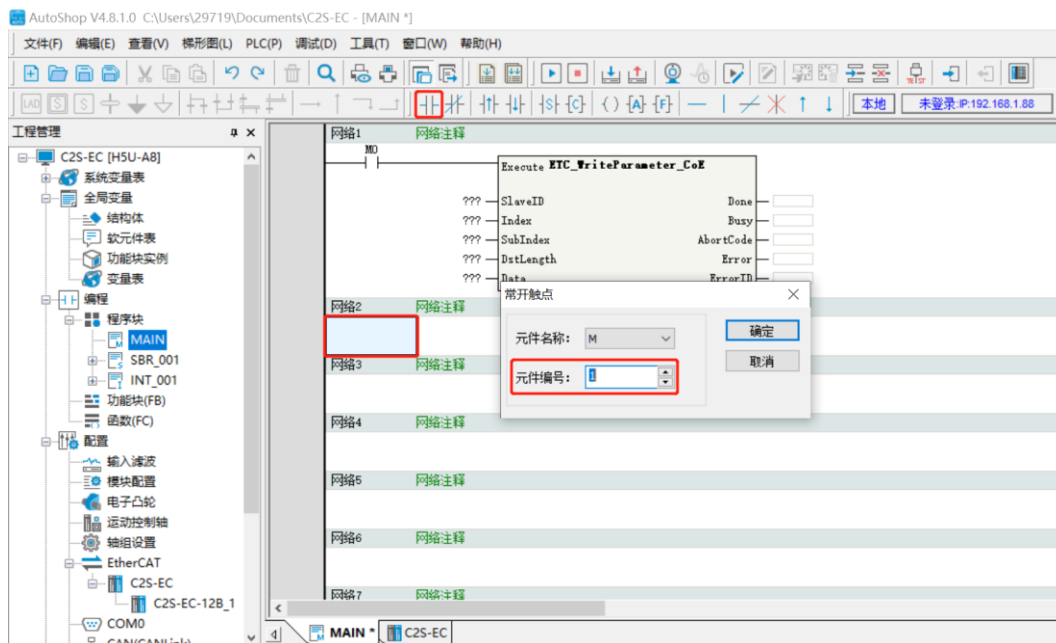 AutoShop V4.8.1.0 C:\Users\29719\Documents\C2S-EC - [MAIN *]
文件(F) 编辑(E) 查看(V) 梯形图(L) PLC(P) 调试(D) 工具(T) 窗口(W) 帮助(H)
LAD S S S C () A F 本地 未登录:IP:192.168.1.88
工程管理
C2S-EC [H5U-A8]
系统变量表
全局变量
结构体
软元件表
功能块实例
变量表
编程
程序块
MAIN
SBR_001
INT_001
功能块(FB)
函数(FC)
配置
输入滤波
模块配置
电子凸轮
运动控制轴
轴组设置
EtherCAT
C2S-EC
C2S-EC-12B_1
COM0
CAN(CANLink)
网络1 网络注释
M0
Execute ETC_WriteParameter_CoE
??? SlaveID Done
??? Index Busy
??? SubIndex AbortCode
??? DstLength Error
??? Data ErrorID
网络2 网络注释
常开触点
元件名称: M
元件编号: 1
确定
取消
网络3 网络注释
网络4 网络注释
网络5 网络注释
网络6 网络注释
网络7 网络注释
MAIN * C2S-EC